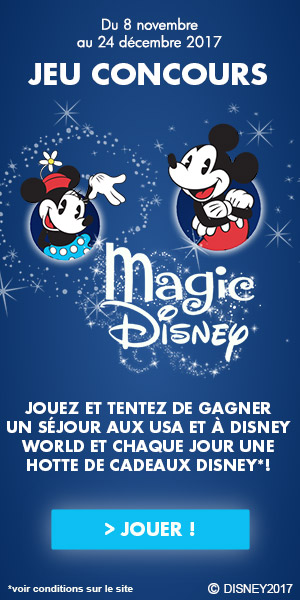 Du 8 novembre
au 24 décembre 2017
JEU CONCOURS
Magic
Disney
JOUEZ ET TENTEZ DE GAGNER
UN SÉJOUR AUX USA ET À DISNEY
WORLD ET CHAQUE JOUR UNE
HOTTE DE CADEAUX DISNEY*!
> JOUER !
*voir conditions sur le site
© DISNEY2017